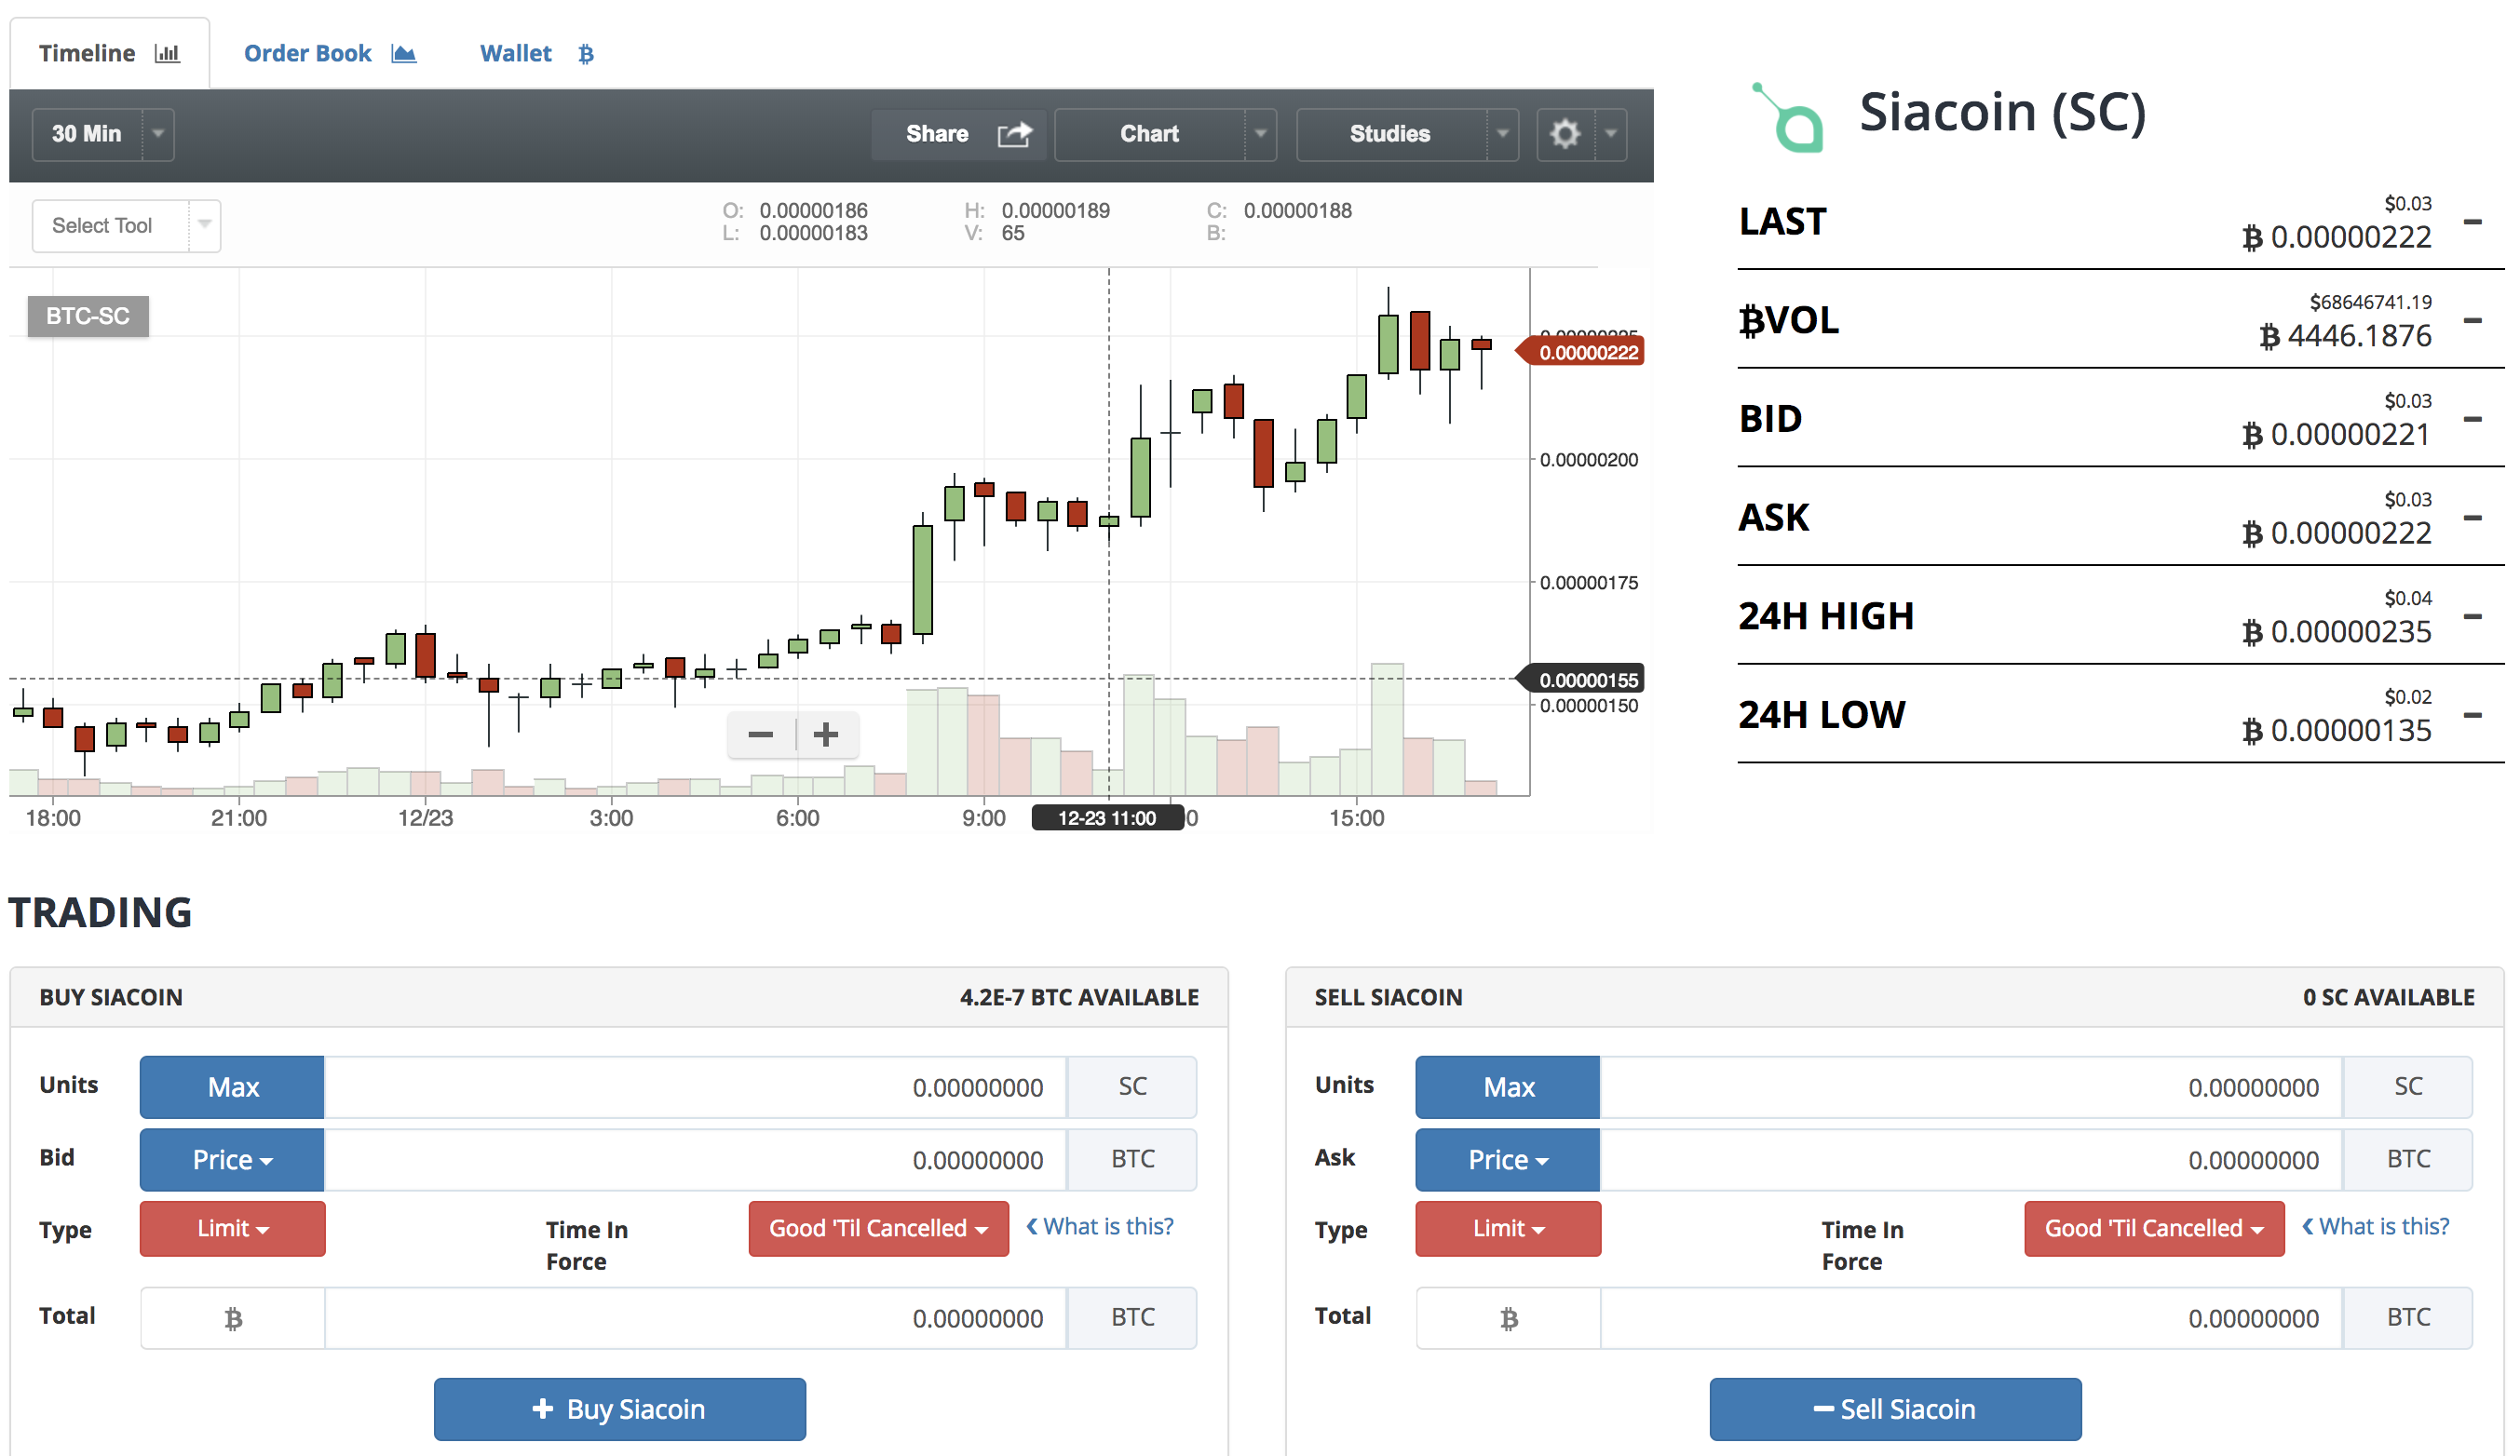 Timeline Order Book Wallet
30 Min Share Chart Studies
Select Tool
O: 0.00000186 H: 0.00000189 C: 0.00000188
L: 0.00000183 V: 65 B:
BTC-SC
0.00000222
0.00000200
0.00000175
0.00000155
0.00000150
18:00 21:00 12/23 3:00 6:00 9:00 12-23 11:00 15:00
Siacoin (SC)
$0.03
LAST ₿ 0.00000222
$68646741.19
₿VOL ₿ 4446.1876
$0.03
BID ₿ 0.00000221
$0.03
ASK ₿ 0.00000222
$0.04
24H HIGH ₿ 0.00000235
$0.02
24H LOW ₿ 0.00000135
TRADING
BUY SIACOIN 4.2E-7 BTC AVAILABLE
Units Max 0.00000000 SC
Bid Price 0.00000000 BTC
Type Limit Time In Force Good 'Til Cancelled What is this?
Total ₿ 0.00000000 BTC
+ Buy Siacoin
SELL SIACOIN 0 SC AVAILABLE
Units Max 0.00000000 SC
Ask Price 0.00000000 BTC
Type Limit Time In Force Good 'Til Cancelled What is this?
Total ₿ 0.00000000 BTC
− Sell Siacoin